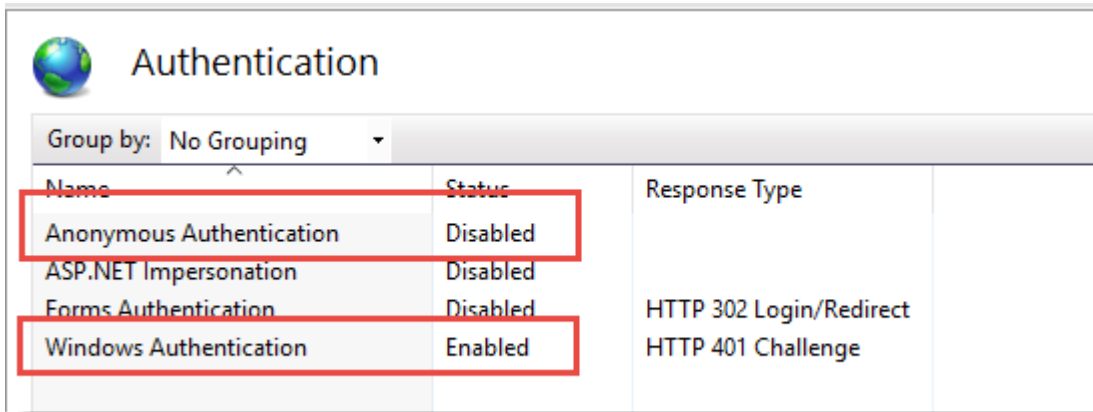 Authentication
Group by: No Grouping
Name Status Response Type
Anonymous Authentication Disabled
ASP.NET Impersonation Disabled
Forms Authentication Disabled HTTP 302 Login/Redirect
Windows Authentication Enabled HTTP 401 Challenge